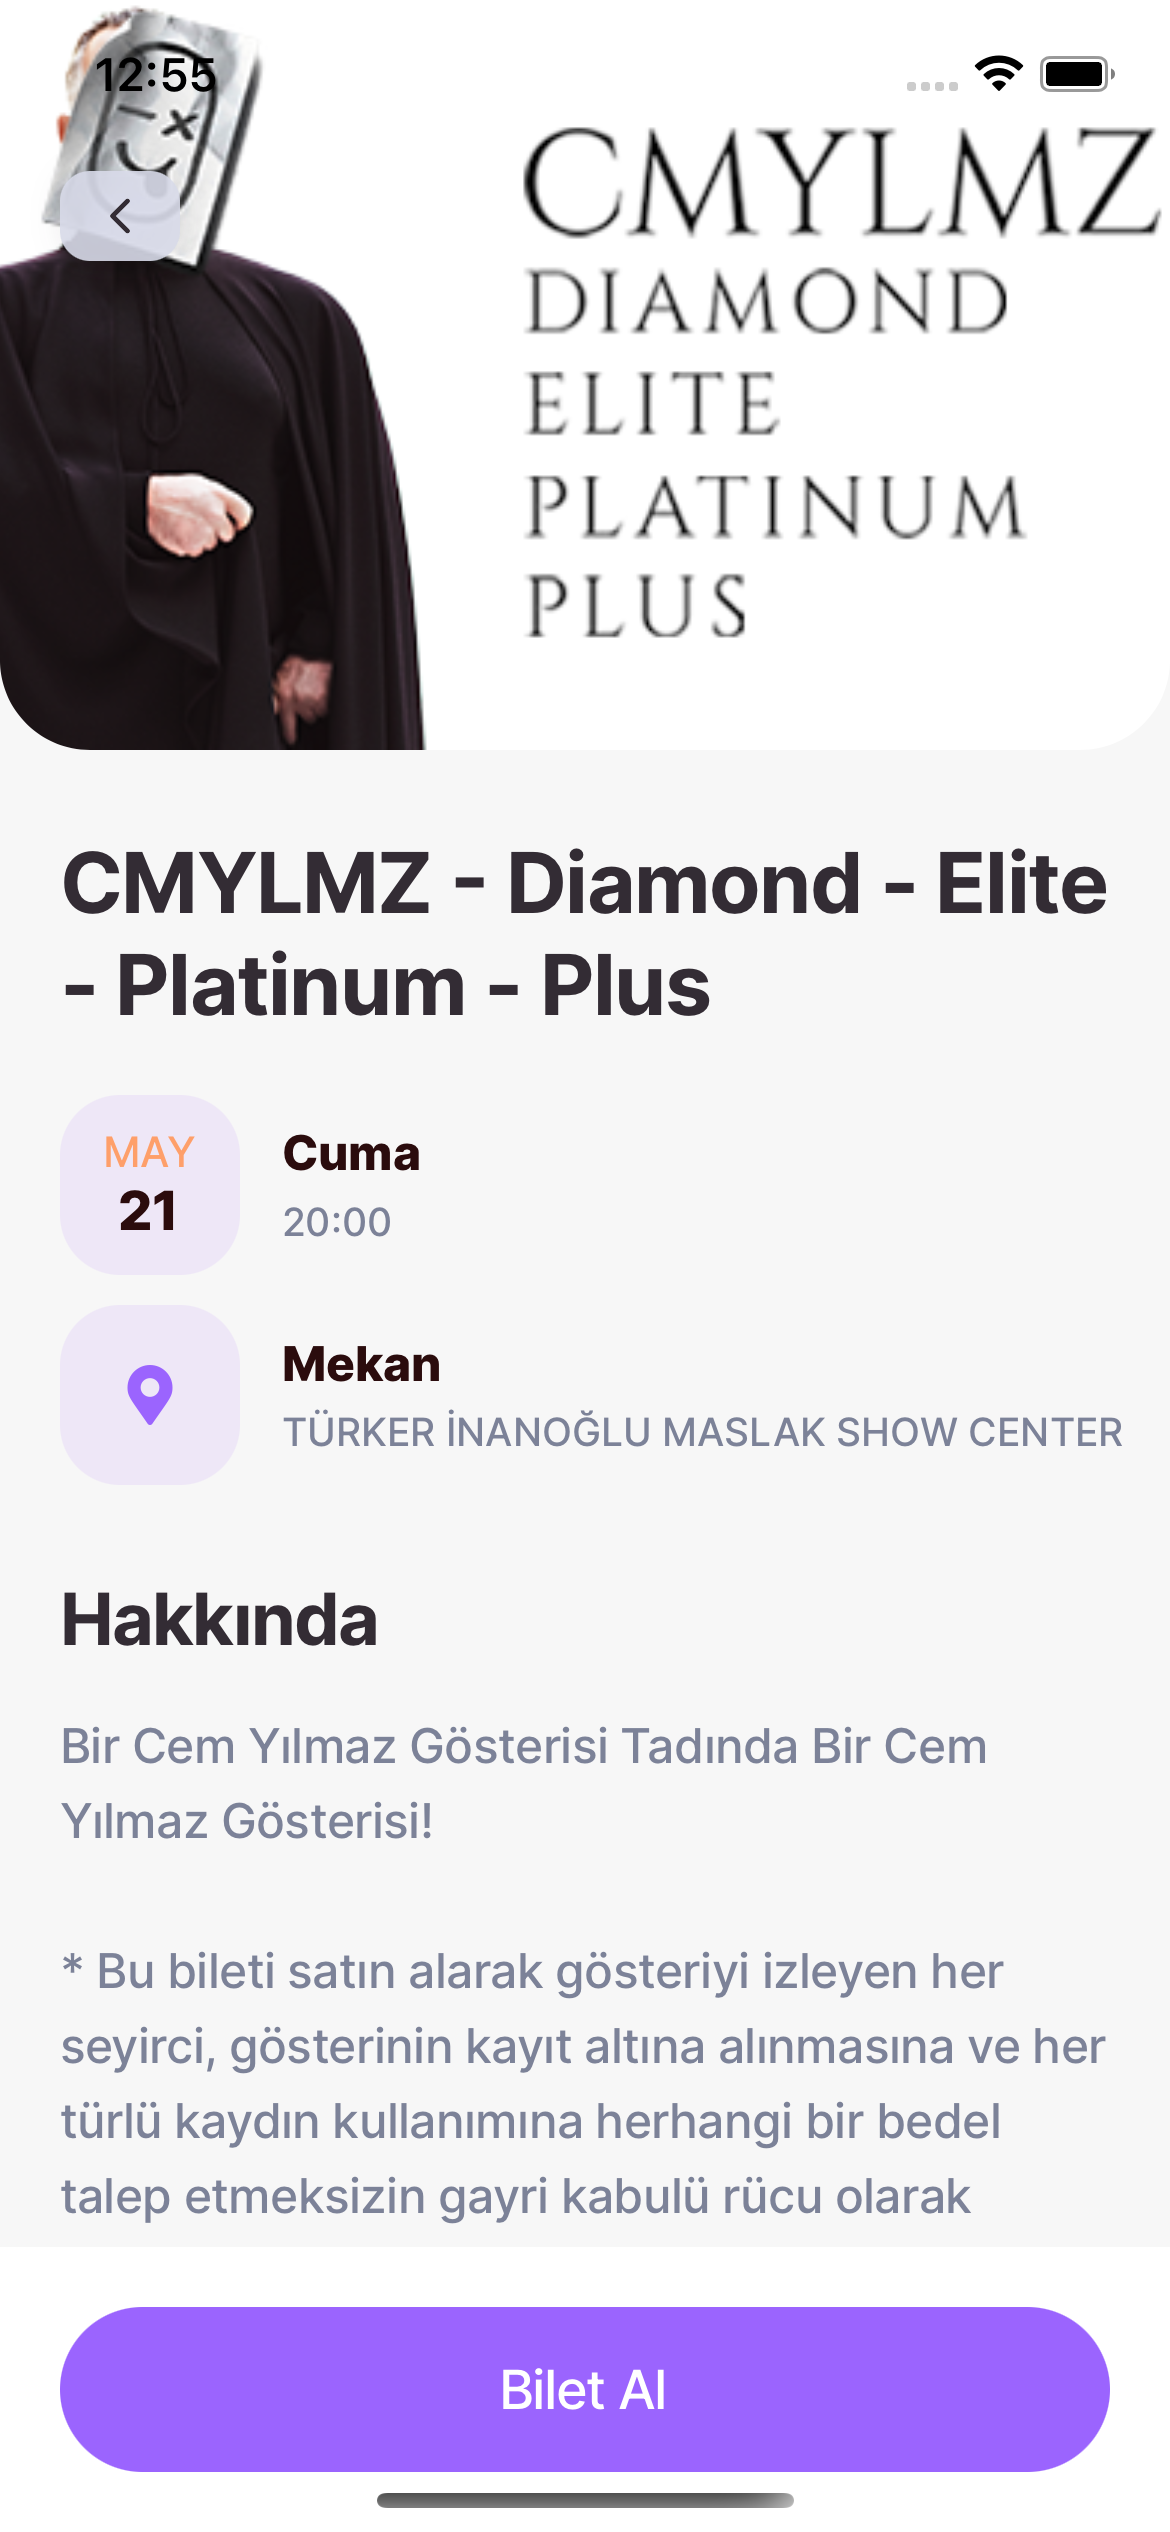 12:55
CMYLMZ
DIAMOND
ELITE
PLATINUM
PLUS
CMYLMZ - Diamond - Elite
- Platinum - Plus
MAY
21
Cuma
20:00
Mekan
TÜRKER İNANOĞLU MASLAK SHOW CENTER
Hakkında
Bir Cem Yılmaz Gösterisi Tadında Bir Cem
Yılmaz Gösterisi!
* Bu bileti satın alarak gösteriyi izleyen her
seyirci, gösterinin kayıt altına alınmasına ve her
türlü kaydın kullanımına herhangi bir bedel
talep etmeksizin gayri kabulü rücu olarak
Bilet Al